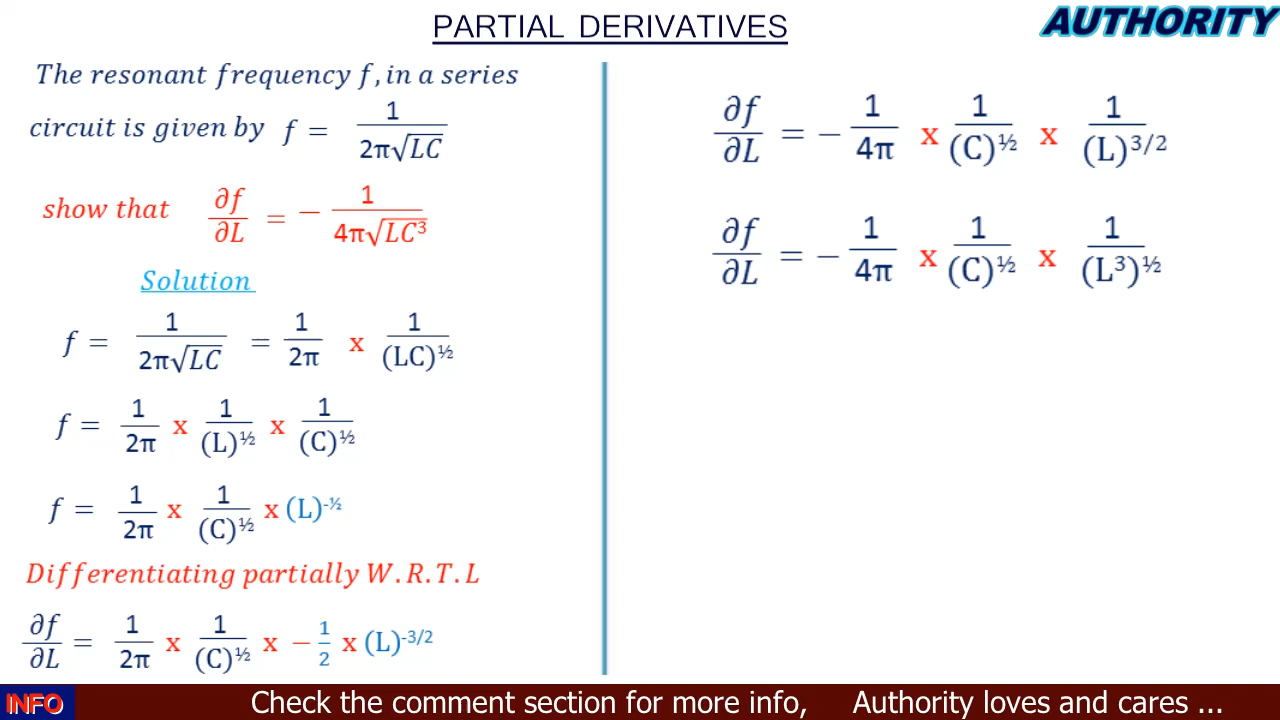 PARTIAL DERIVATIVES
AUTHORITY
The resonant frequency f, in a series
circuit is given by f = 1/2π√LC
show that ∂f/∂L = − 1/4π√LC³
Solution
f = 1/2π√LC = 1/2π x 1/(LC)^½
f = 1/2π x 1/(L)^½ x 1/(C)^½
f = 1/2π x 1/(C)^½ x (L)^-½
Differentiating partially W.R.T.L
∂f/∂L = 1/2π x 1/(C)^½ x − 1/2 x (L)^-3/2
∂f/∂L = − 1/4π x 1/(C)^½ x 1/(L)^3/2
∂f/∂L = − 1/4π x 1/(C)^½ x 1/(L³)^½
INFO
Check the comment section for more info, Authority loves and cares ...